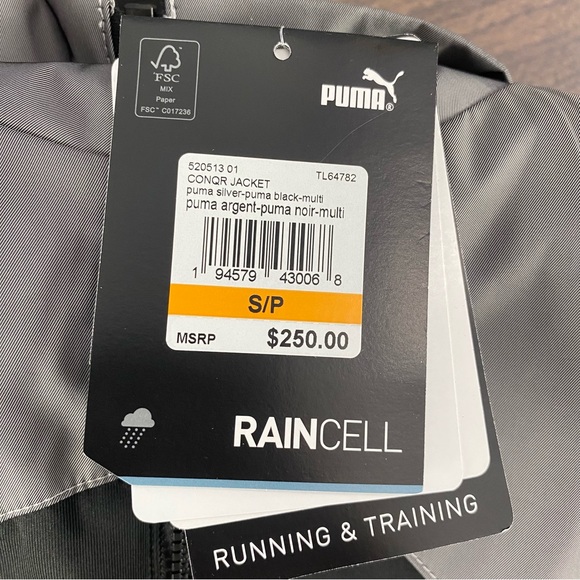 FSC
MIX
Paper
FSC™ C017236
PUMA®
520513 01 TL64782
CONQR JACKET
puma silver-puma black-multi
puma argent-puma noir-multi
1 94579 43006 8
S/P
MSRP $250.00
RAINCELL
RUNNING & TRAINING